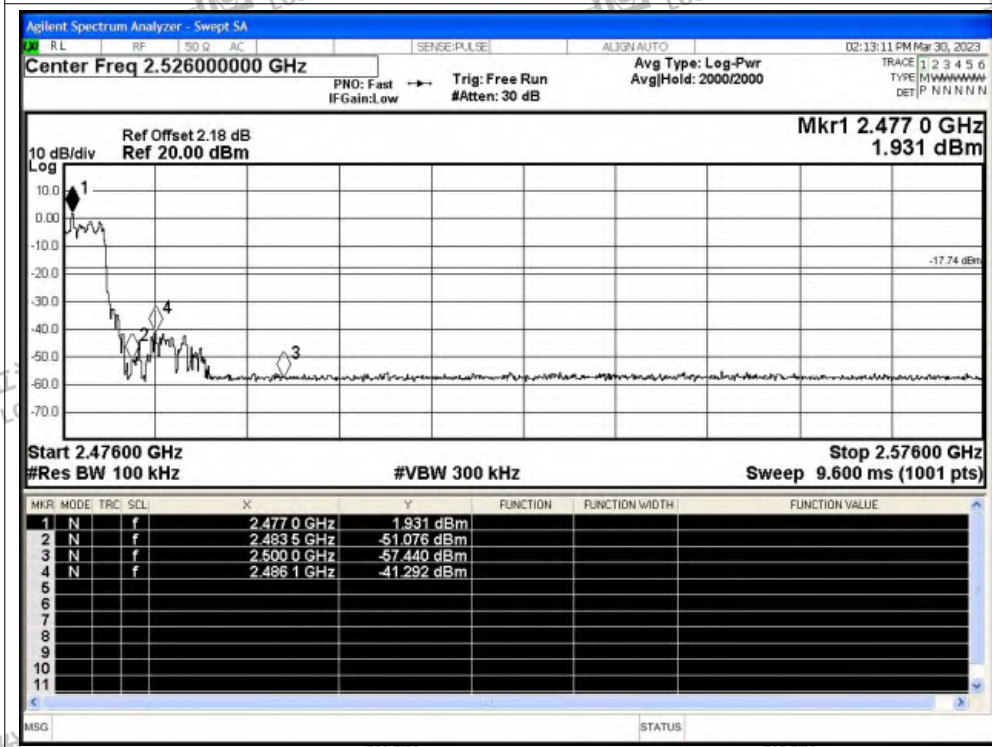 Agilent Spectrum Analyzer - Swept SA
RL RF 50 Ω AC SENSE:PULSE ALIGN AUTO 02:13:11 PM Mar 30, 2023
Center Freq 2.526000000 GHz Avg Type: Log-Pwr TRACE 1 2 3 4 5 6
PNO: Fast Trig: Free Run Avg|Hold: 2000/2000 TYPE MWWWWW
IFGain:Low #Atten: 30 dB DET P N N N N N
Mkr1 2.477 0 GHz
Ref Offset 2.18 dB
10 dB/div Ref 20.00 dBm 1.931 dBm
Log
10.0 1
0.00
-10.0
-17.74 dBm
-20.0
-30.0
4
-40.0
2
-50.0 3
-60.0
-70.0
Start 2.47600 GHz Stop 2.57600 GHz
#Res BW 100 kHz #VBW 300 kHz Sweep 9.600 ms (1001 pts)
MKR MODE TRC SCL X Y FUNCTION FUNCTION WIDTH FUNCTION VALUE
1 N f 2.477 0 GHz 1.931 dBm
2 N f 2.483 5 GHz -51.076 dBm
3 N f 2.500 0 GHz -57.440 dBm
4 N f 2.486 1 GHz -41.292 dBm
5
6
7
8
9
10
11
MSG STATUS